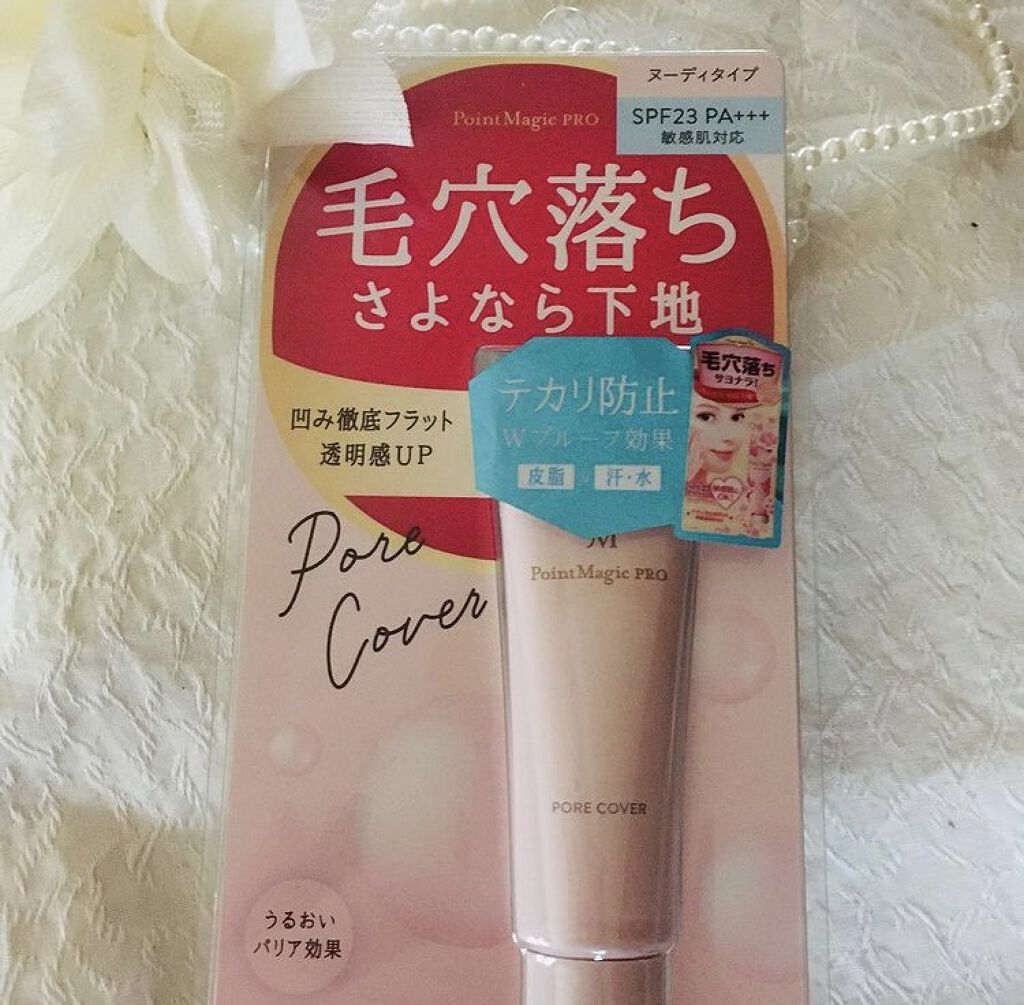 ヌーディタイプ
PointMagic PRO
SPF23 PA+++
敏感肌対応
毛穴落ち
さよなら下地
毛穴落ち
サヨナラ!
テカリ防止
Wプルーフ効果
皮脂 汗・水
凹み徹底フラット
透明感UP
Pore
Cover
M
PointMagic PRO
PORE COVER
うるおい
バリア効果